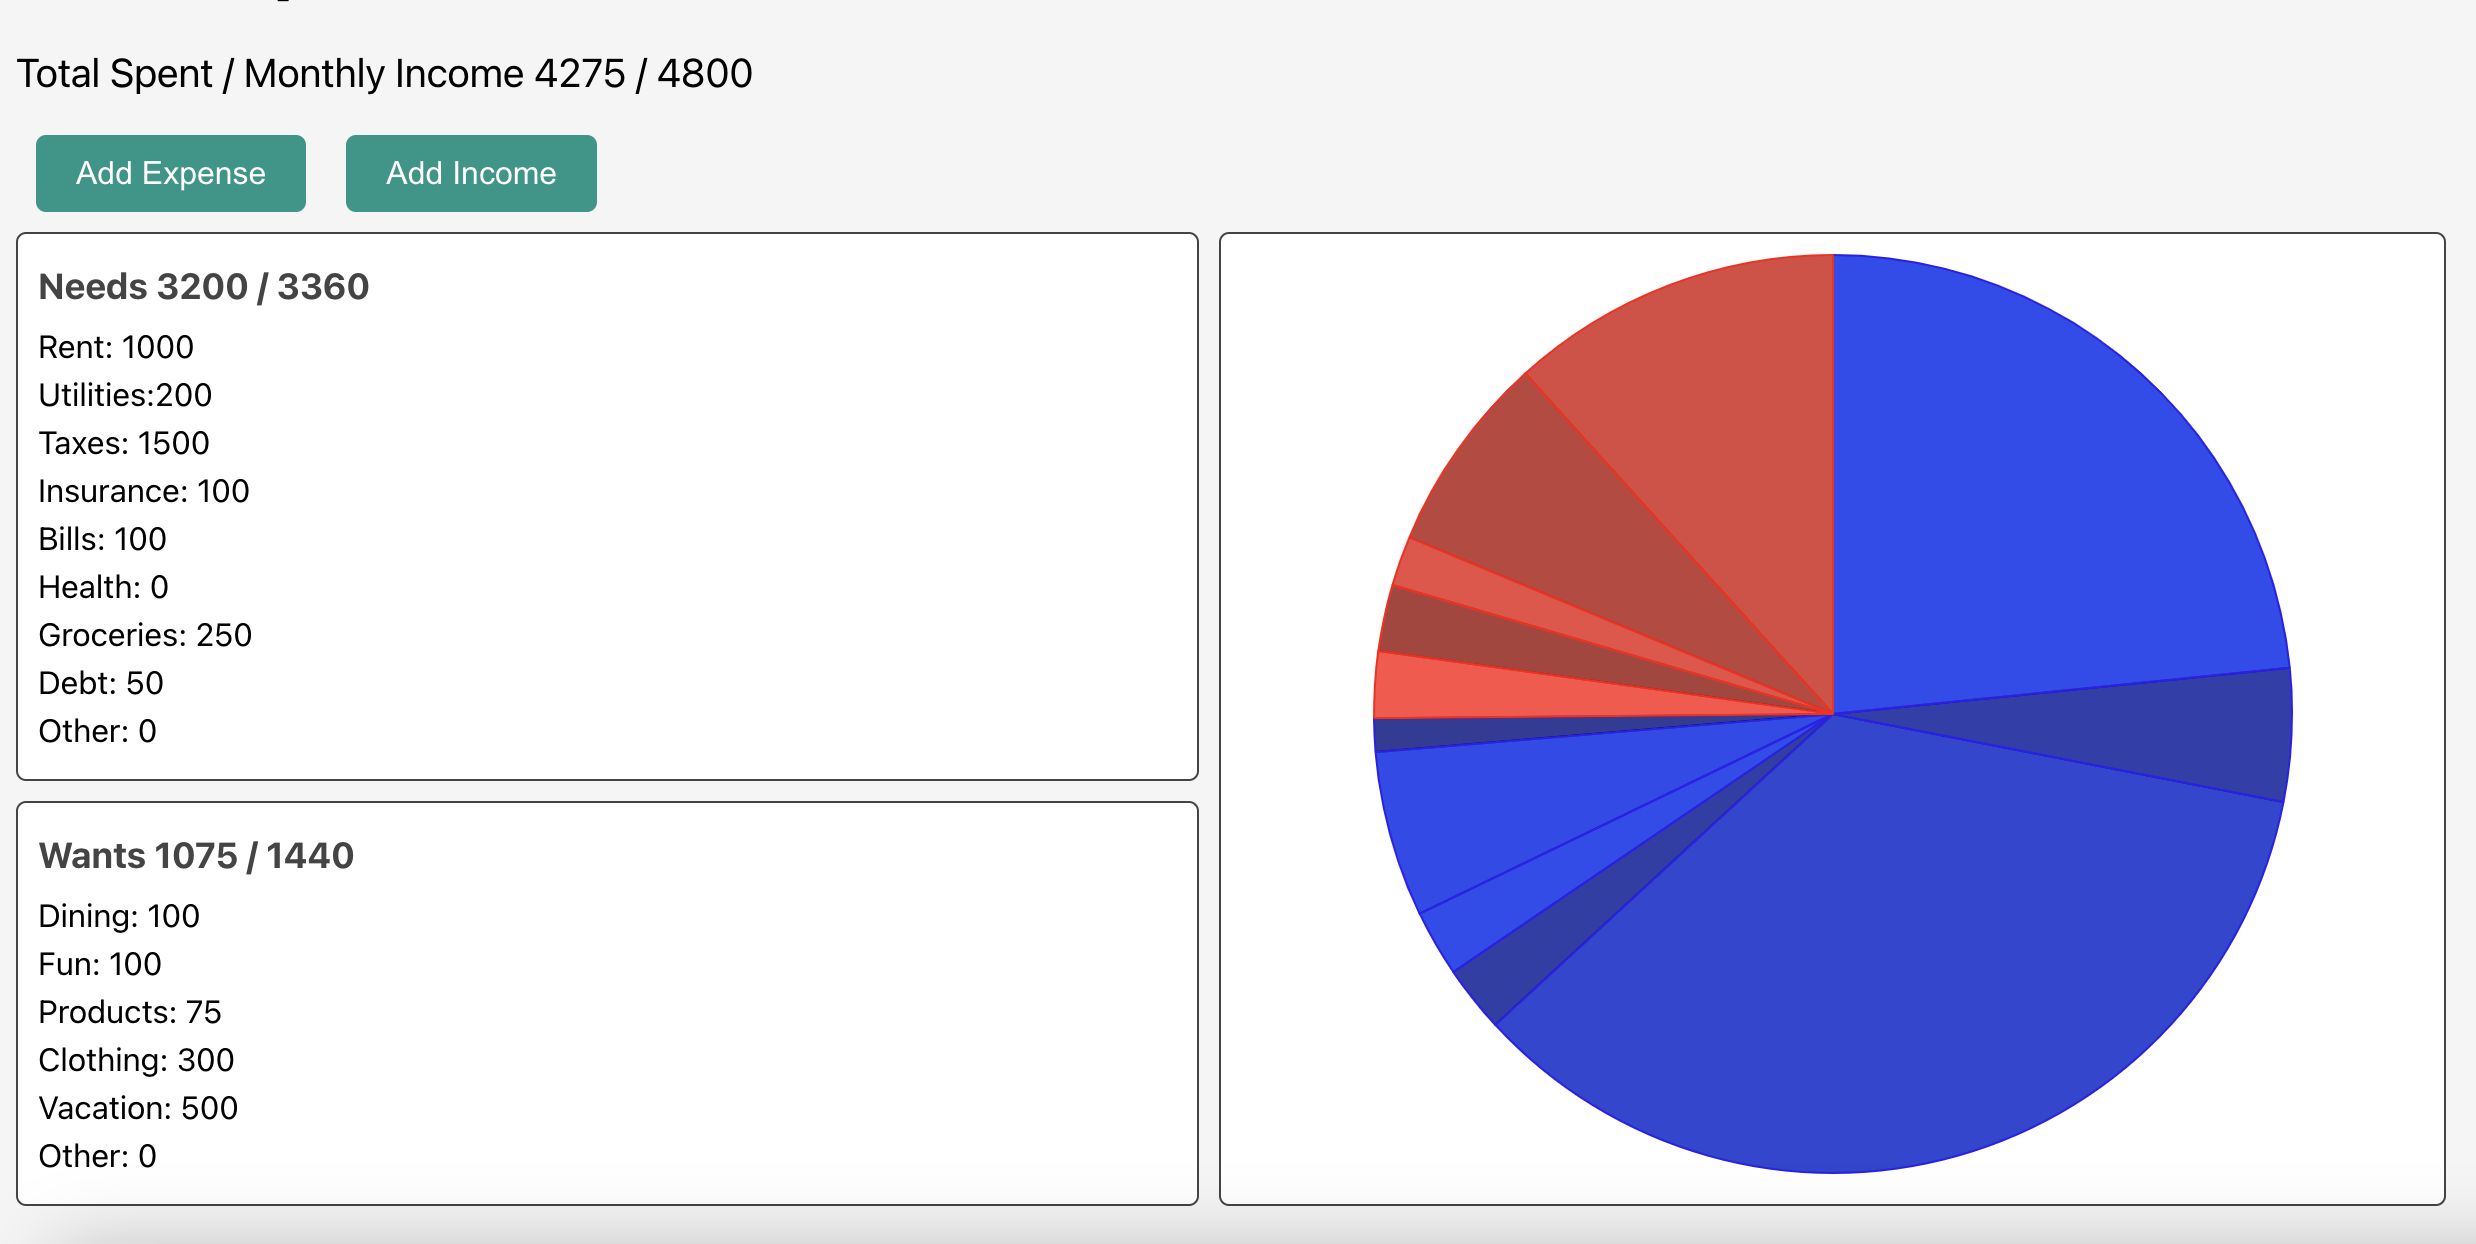 Total Spent / Monthly Income 4275 / 4800
Add Expense
Add Income
Needs 3200 / 3360
Rent: 1000
Utilities:200
Taxes: 1500
Insurance: 100
Bills: 100
Health: 0
Groceries: 250
Debt: 50
Other: 0
Wants 1075 / 1440
Dining: 100
Fun: 100
Products: 75
Clothing: 300
Vacation: 500
Other: 0